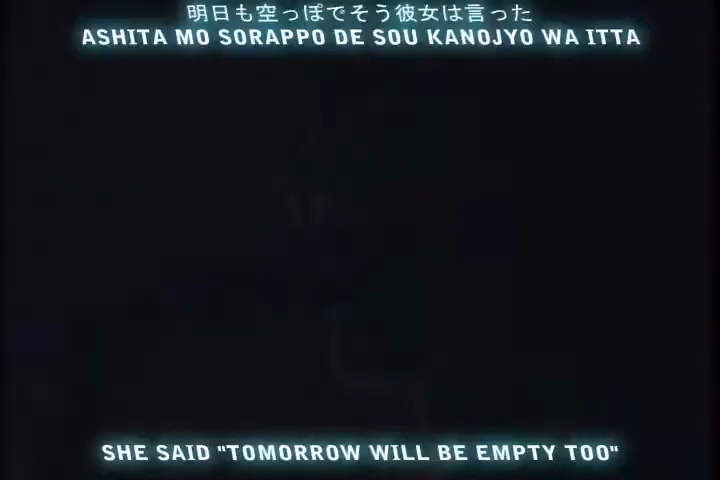 明日も空っぽでそう彼女は言った
ASHITA MO SORAPPO DE SOU KANOJYO WA ITTA
SHE SAID "TOMORROW WILL BE EMPTY TOO"